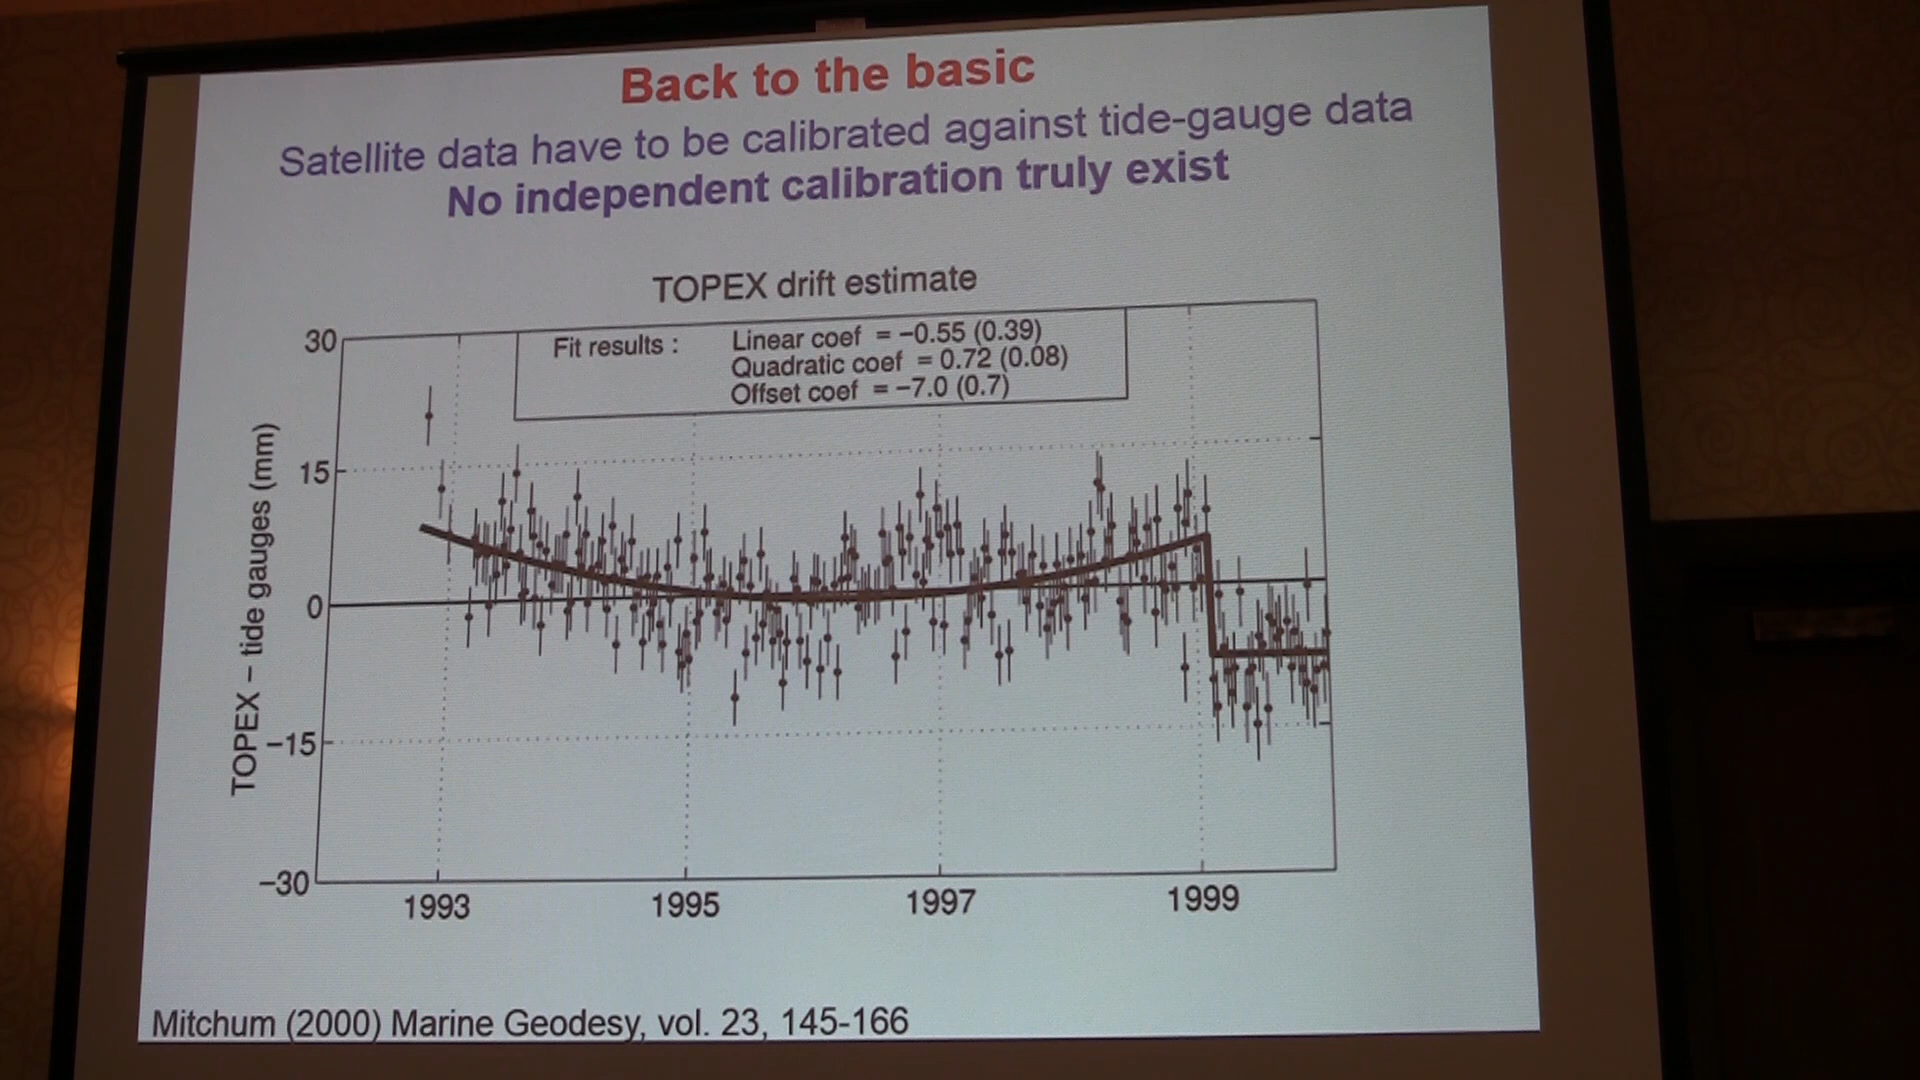 Back to the basic
Satellite data have to be calibrated against tide-gauge data
No independent calibration truly exist
TOPEX drift estimate
Fit results : Linear coef = −0.55 (0.39)
Quadratic coef = 0.72 (0.08)
Offset coef = −7.0 (0.7)
TOPEX − tide gauges (mm)
30
15
0
−15
−30
1993 1995 1997 1999
Mitchum (2000) Marine Geodesy, vol. 23, 145-166